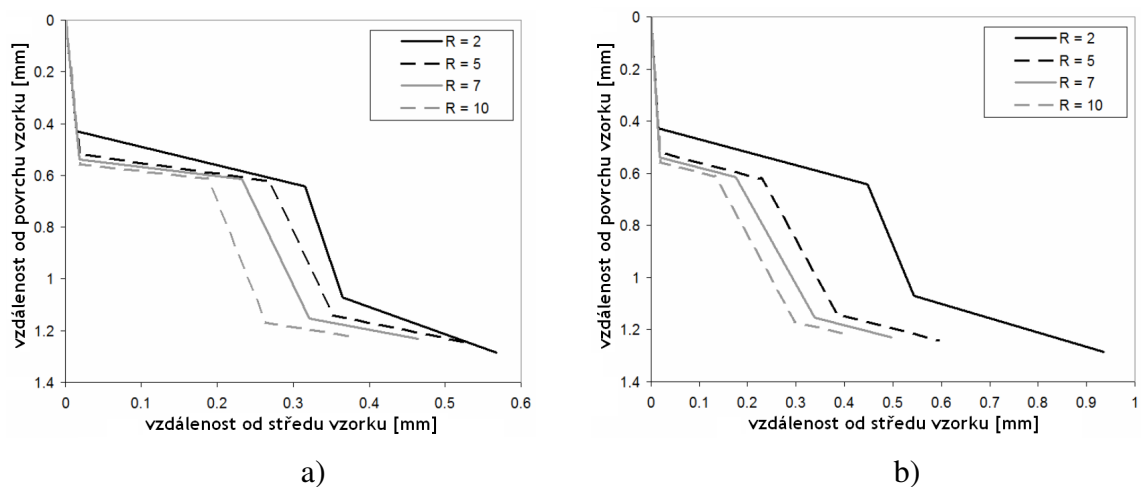 0
0.2
0.4
0.6
0.8
1
1.2
1.4
0
0.1
0.2
0.3
0.4
0.5
0.6
vzdálenost od povrchu vzorku [mm]
vzdálenost od středu vzorku [mm]
R = 2
R = 5
R = 7
R = 10
a)
0
0.2
0.4
0.6
0.8
1
1.2
1.4
0
0.1
0.2
0.3
0.4
0.5
0.6
0.7
0.8
0.9
1
vzdálenost od povrchu vzorku [mm]
vzdálenost od středu vzorku [mm]
R = 2
R = 5
R = 7
R = 10
b)